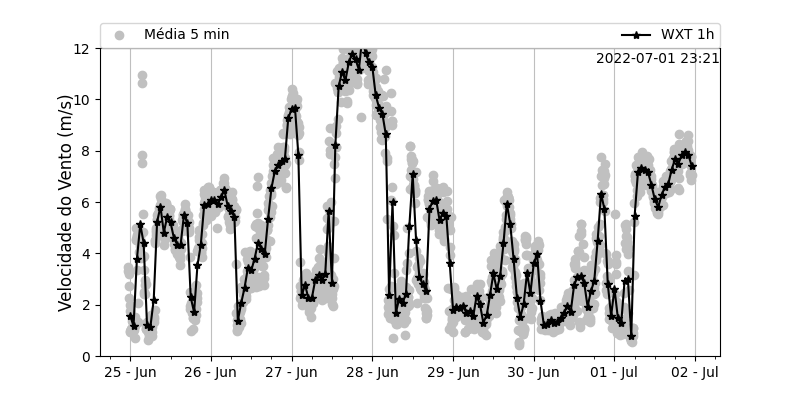 Média 5 min
WXT 1h
2022-07-01 23:21
Velocidade do Vento (m/s)
12
10
8
6
4
2
0
25 - Jun
26 - Jun
27 - Jun
28 - Jun
29 - Jun
30 - Jun
01 - Jul
02 - Jul